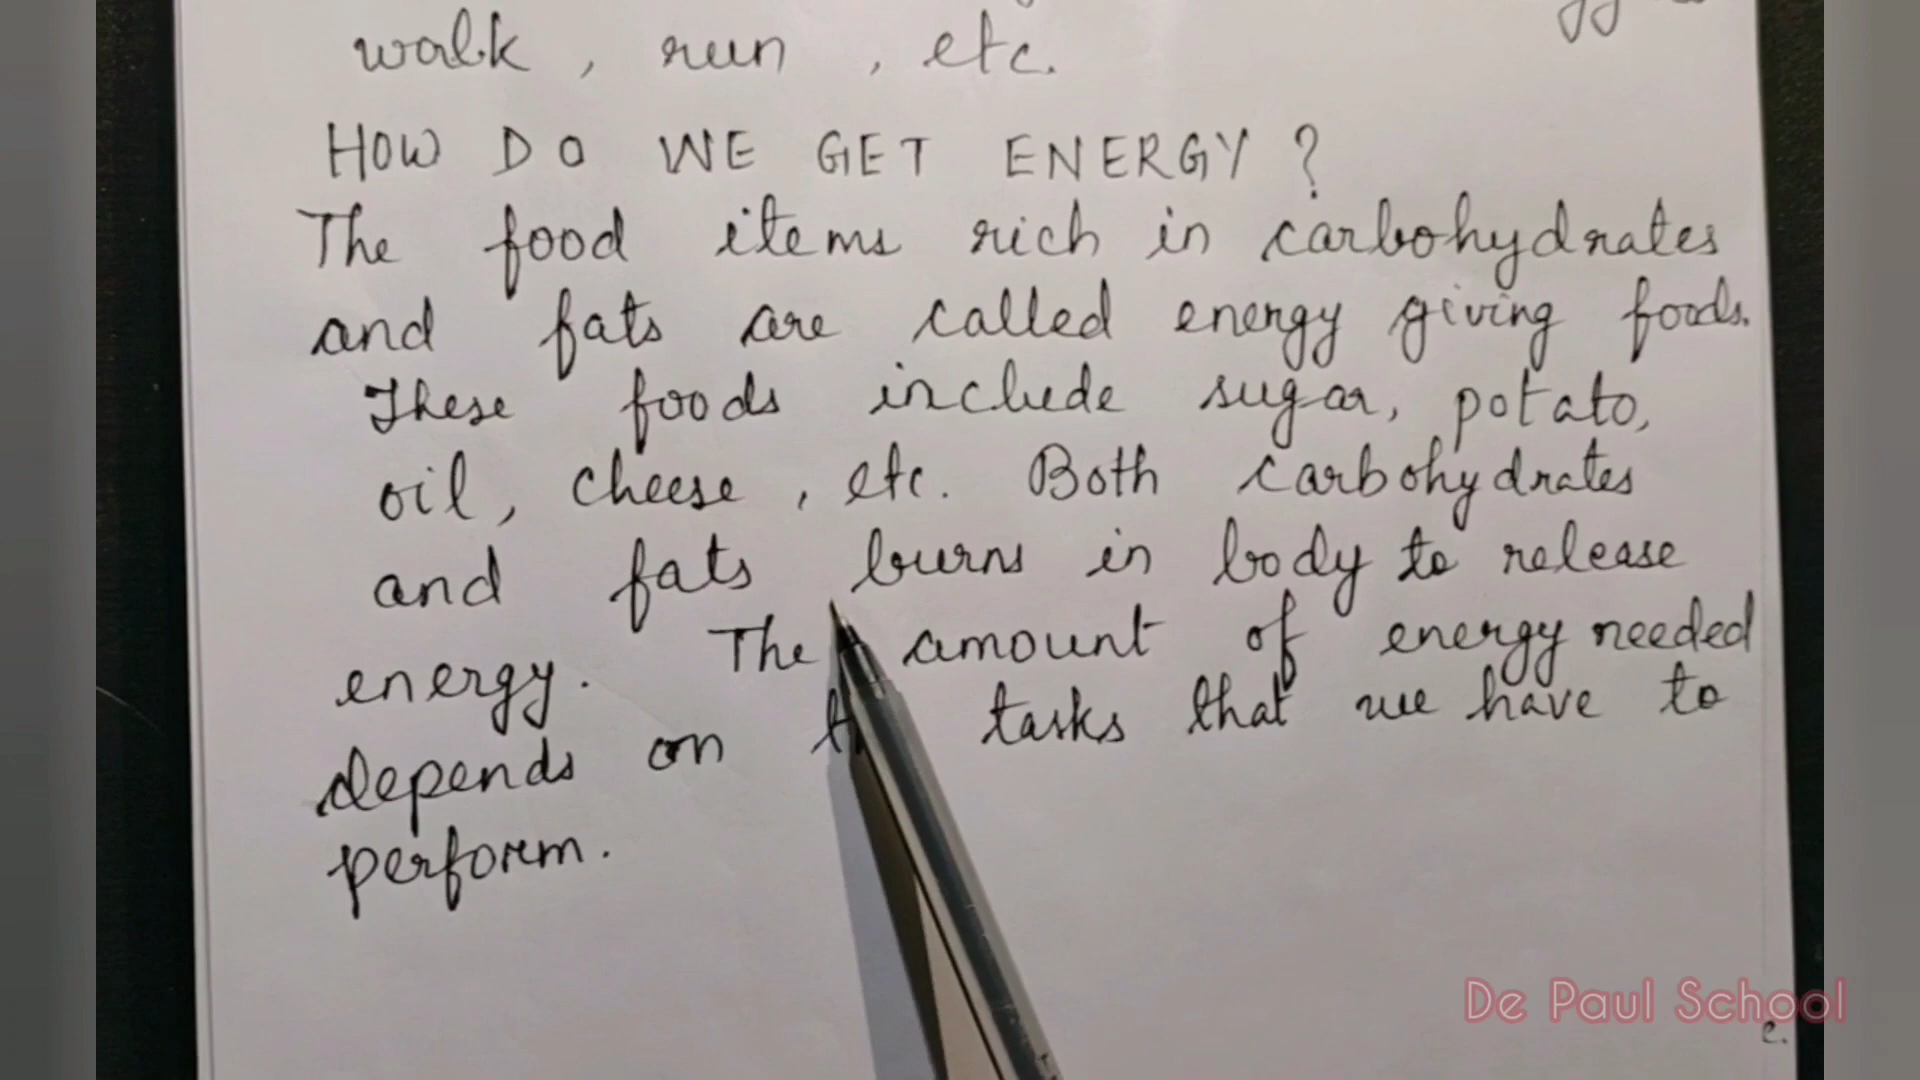 walk, run, etc.
HOW DO WE GET ENERGY?
The food items rich in carbohydrates
and fats are called energy giving foods.
These foods include sugar, potato,
oil, cheese, etc. Both carbohydrates
and fats burns in body to release
energy. The amount of energy needed
depends on tasks that we have to
perform.
De Paul School
e.